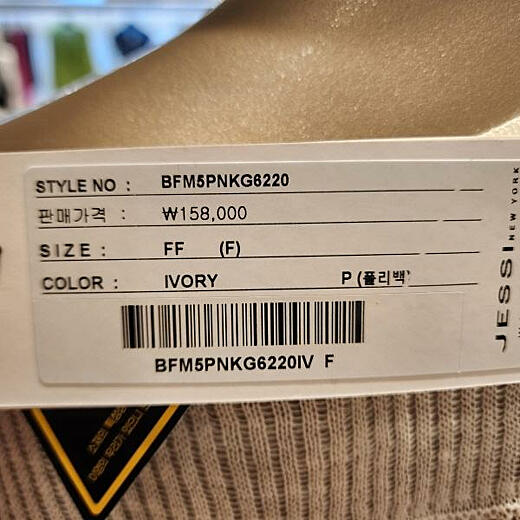 STYLE NO : BFM5PNKG6220
판매가격 : ₩158,000
SIZE : FF (F)
COLOR : IVORY P (폴리백)
BFM5PNKG6220IV F
JESSI NEW YORK